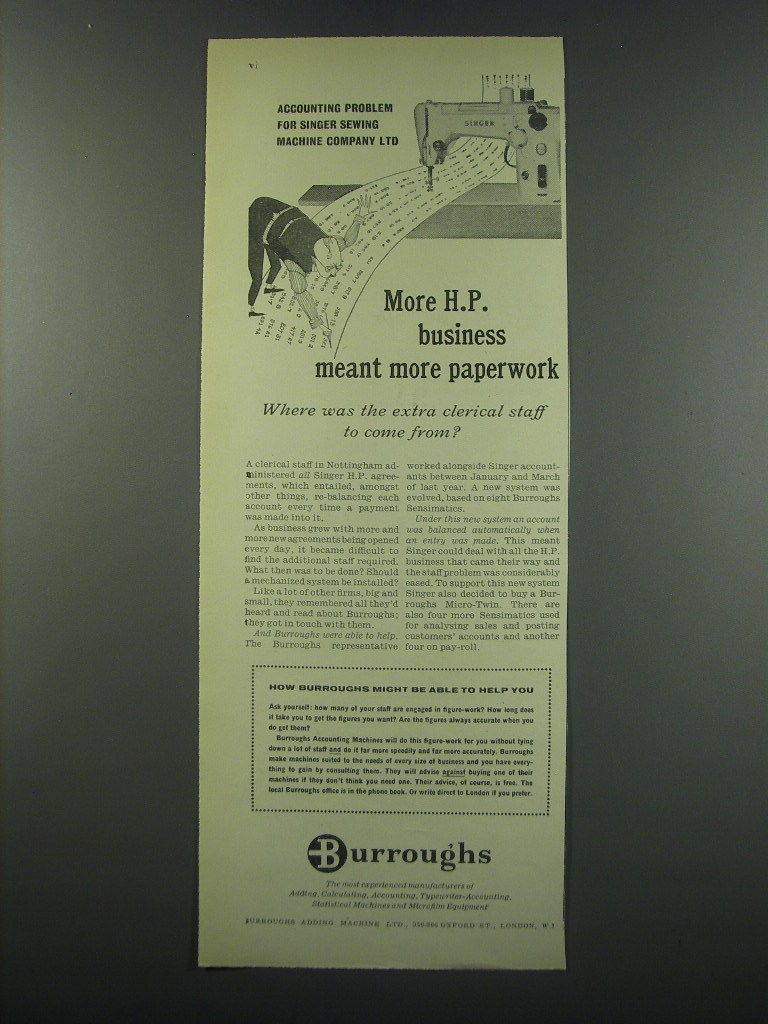 vi
ACCOUNTING PROBLEM
FOR SINGER SEWING
MACHINE COMPANY LTD
SINGER
More H.P.
business
meant more paperwork
Where was the extra clerical staff
to come from?
A clerical staff in Nottingham ad-
ministered all Singer H.P. agree-
ments, which entailed, amongst
other things, re-balancing each
account every time a payment
was made into it.
As business grew with more and
more new agreements being opened
every day, it became difficult to
find the additional staff required.
What then was to be done? Should
a mechanized system be installed?
Like a lot of other firms, big and
small, they remembered all they'd
heard and read about Burroughs;
they got in touch with them.
And Burroughs were able to help.
The Burroughs representative
worked alongside Singer account-
ants between January and March
of last year. A new system was
evolved, based on eight Burroughs
Sensimatics.
Under this new system an account
was balanced automatically when
an entry was made. This meant
Singer could deal with all the H.P.
business that came their way and
the staff problem was considerably
eased. To support this new system
Singer also decided to buy a Bur-
roughs Micro-Twin. There are
also four more Sensimatics used
for analysing sales and posting
customers' accounts and another
four on pay-roll.
HOW BURROUGHS MIGHT BE ABLE TO HELP YOU
Ask yourself: how many of your staff are engaged in figure-work? How long does
it take you to get the figures you want? Are the figures always accurate when you
do get them?
Burroughs Accounting Machines will do this figure-work for you without tying
down a lot of staff and do it far more speedily and far more accurately. Burroughs
make machines suited to the needs of every size of business and you have every-
thing to gain by consulting them. They will advise against buying one of their
machines if they don't think you need one. Their advice, of course, is free. The
local Burroughs office is in the phone book. Or write direct to London if you prefer.
Burroughs
The most experienced manufacturers of
Adding, Calculating, Accounting, Typewriter-Accounting,
Statistical Machines and Microfilm Equipment
BURROUGHS ADDING MACHINE LTD., OXFORD ST., LONDON, W.1